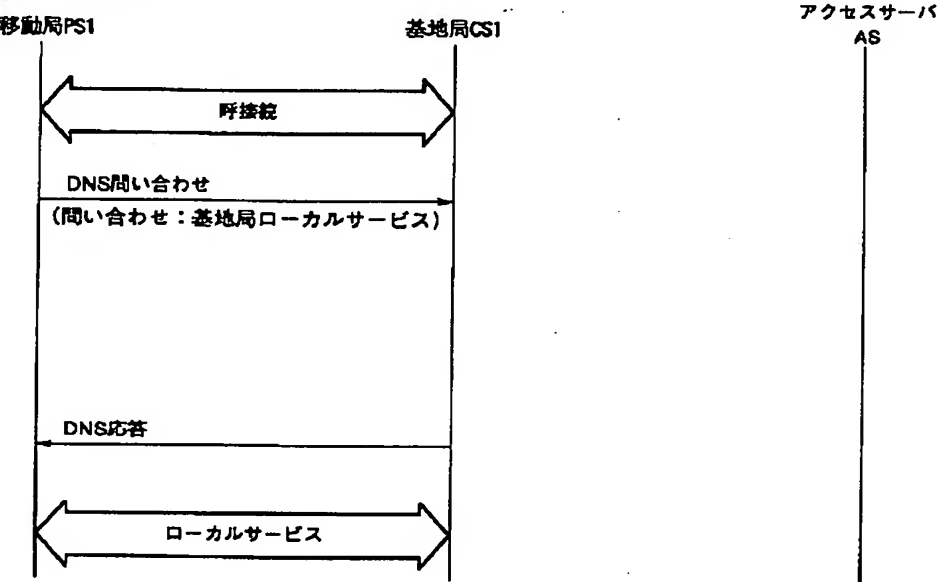 移動局PS1
基地局CS1
アクセスサーバ
AS
呼接続
DNS問い合わせ
(問い合わせ:基地局ローカルサービス)
DNS応答
ローカルサービス